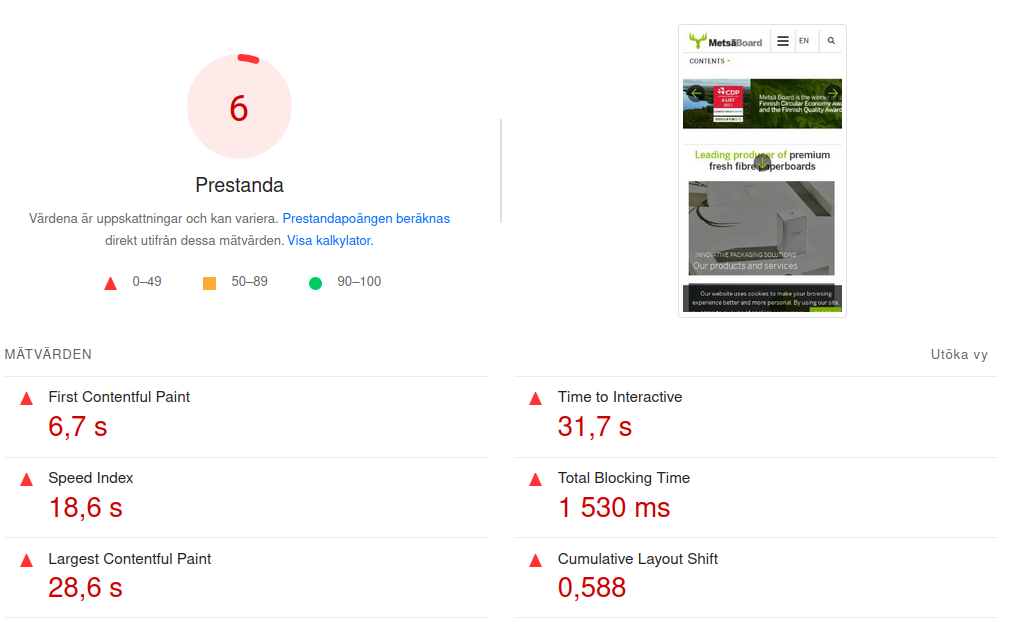 6
Prestanda
Värdena är uppskattningar och kan variera. Prestandapoängen beräknas
direkt utifrån dessa mätvärden. Visa kalkylator.
0–49
50–89
90–100
MetsäBoard
EN
CONTENTS
CDP
A LIST
2021
Metsä Board is the winner
Finnish Circular Economy Awa
and the Finnish Quality Award
Leading producer of premium
fresh fibre paperboards
INNOVATIVE PACKAGING SOLUTIONS
Our products and services
Our website uses cookies to make your browsing
experience better and more personal. By using our site,
MÄTVÄRDEN
Utöka vy
First Contentful Paint
6,7 s
Time to Interactive
31,7 s
Speed Index
18,6 s
Total Blocking Time
1 530 ms
Largest Contentful Paint
28,6 s
Cumulative Layout Shift
0,588